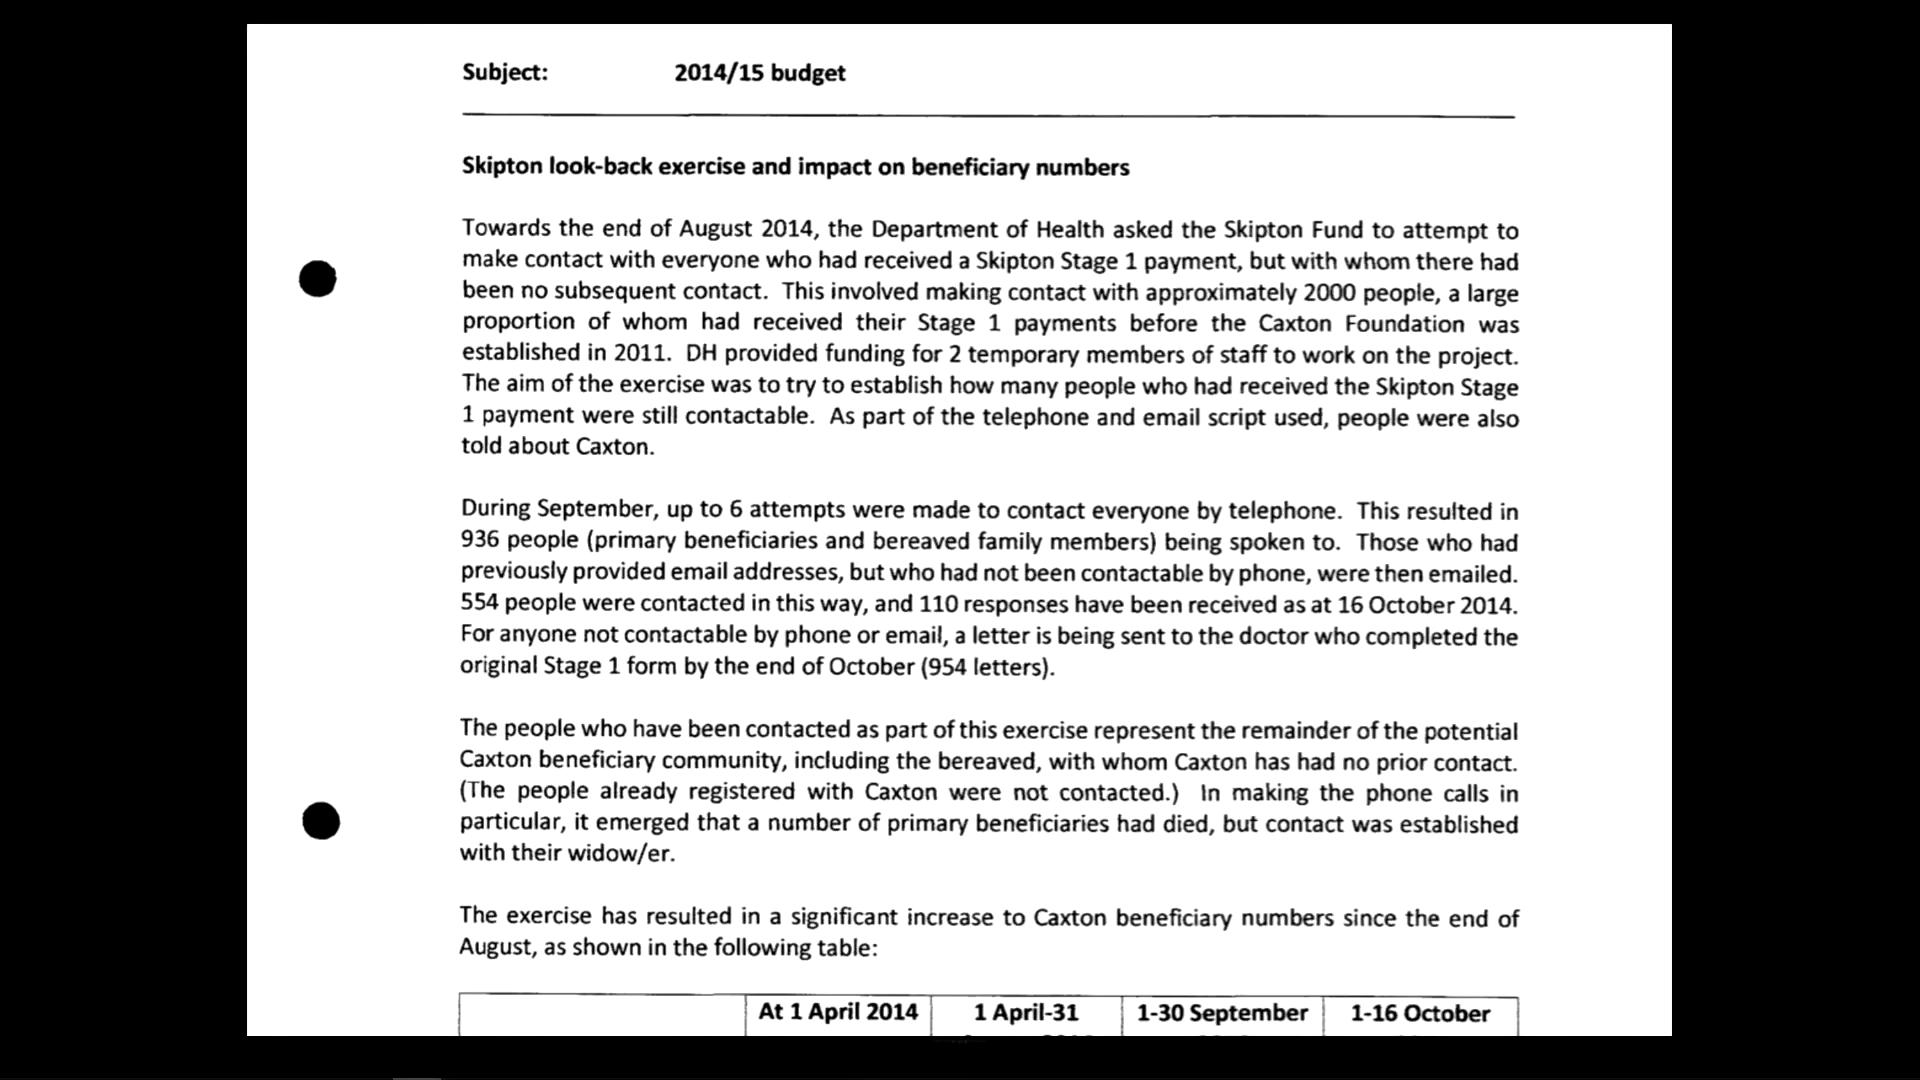 Subject: 2014/15 budget
Skipton look-back exercise and impact on beneficiary numbers
Towards the end of August 2014, the Department of Health asked the Skipton Fund to attempt to
make contact with everyone who had received a Skipton Stage 1 payment, but with whom there had
been no subsequent contact. This involved making contact with approximately 2000 people, a large
proportion of whom had received their Stage 1 payments before the Caxton Foundation was
established in 2011. DH provided funding for 2 temporary members of staff to work on the project.
The aim of the exercise was to try to establish how many people who had received the Skipton Stage
1 payment were still contactable. As part of the telephone and email script used, people were also
told about Caxton.
During September, up to 6 attempts were made to contact everyone by telephone. This resulted in
936 people (primary beneficiaries and bereaved family members) being spoken to. Those who had
previously provided email addresses, but who had not been contactable by phone, were then emailed.
554 people were contacted in this way, and 110 responses have been received as at 16 October 2014.
For anyone not contactable by phone or email, a letter is being sent to the doctor who completed the
original Stage 1 form by the end of October (954 letters).
The people who have been contacted as part of this exercise represent the remainder of the potential
Caxton beneficiary community, including the bereaved, with whom Caxton has had no prior contact.
(The people already registered with Caxton were not contacted.) In making the phone calls in
particular, it emerged that a number of primary beneficiaries had died, but contact was established
with their widow/er.
The exercise has resulted in a significant increase to Caxton beneficiary numbers since the end of
August, as shown in the following table:
At 1 April 2014 1 April-31 1-30 September 1-16 October